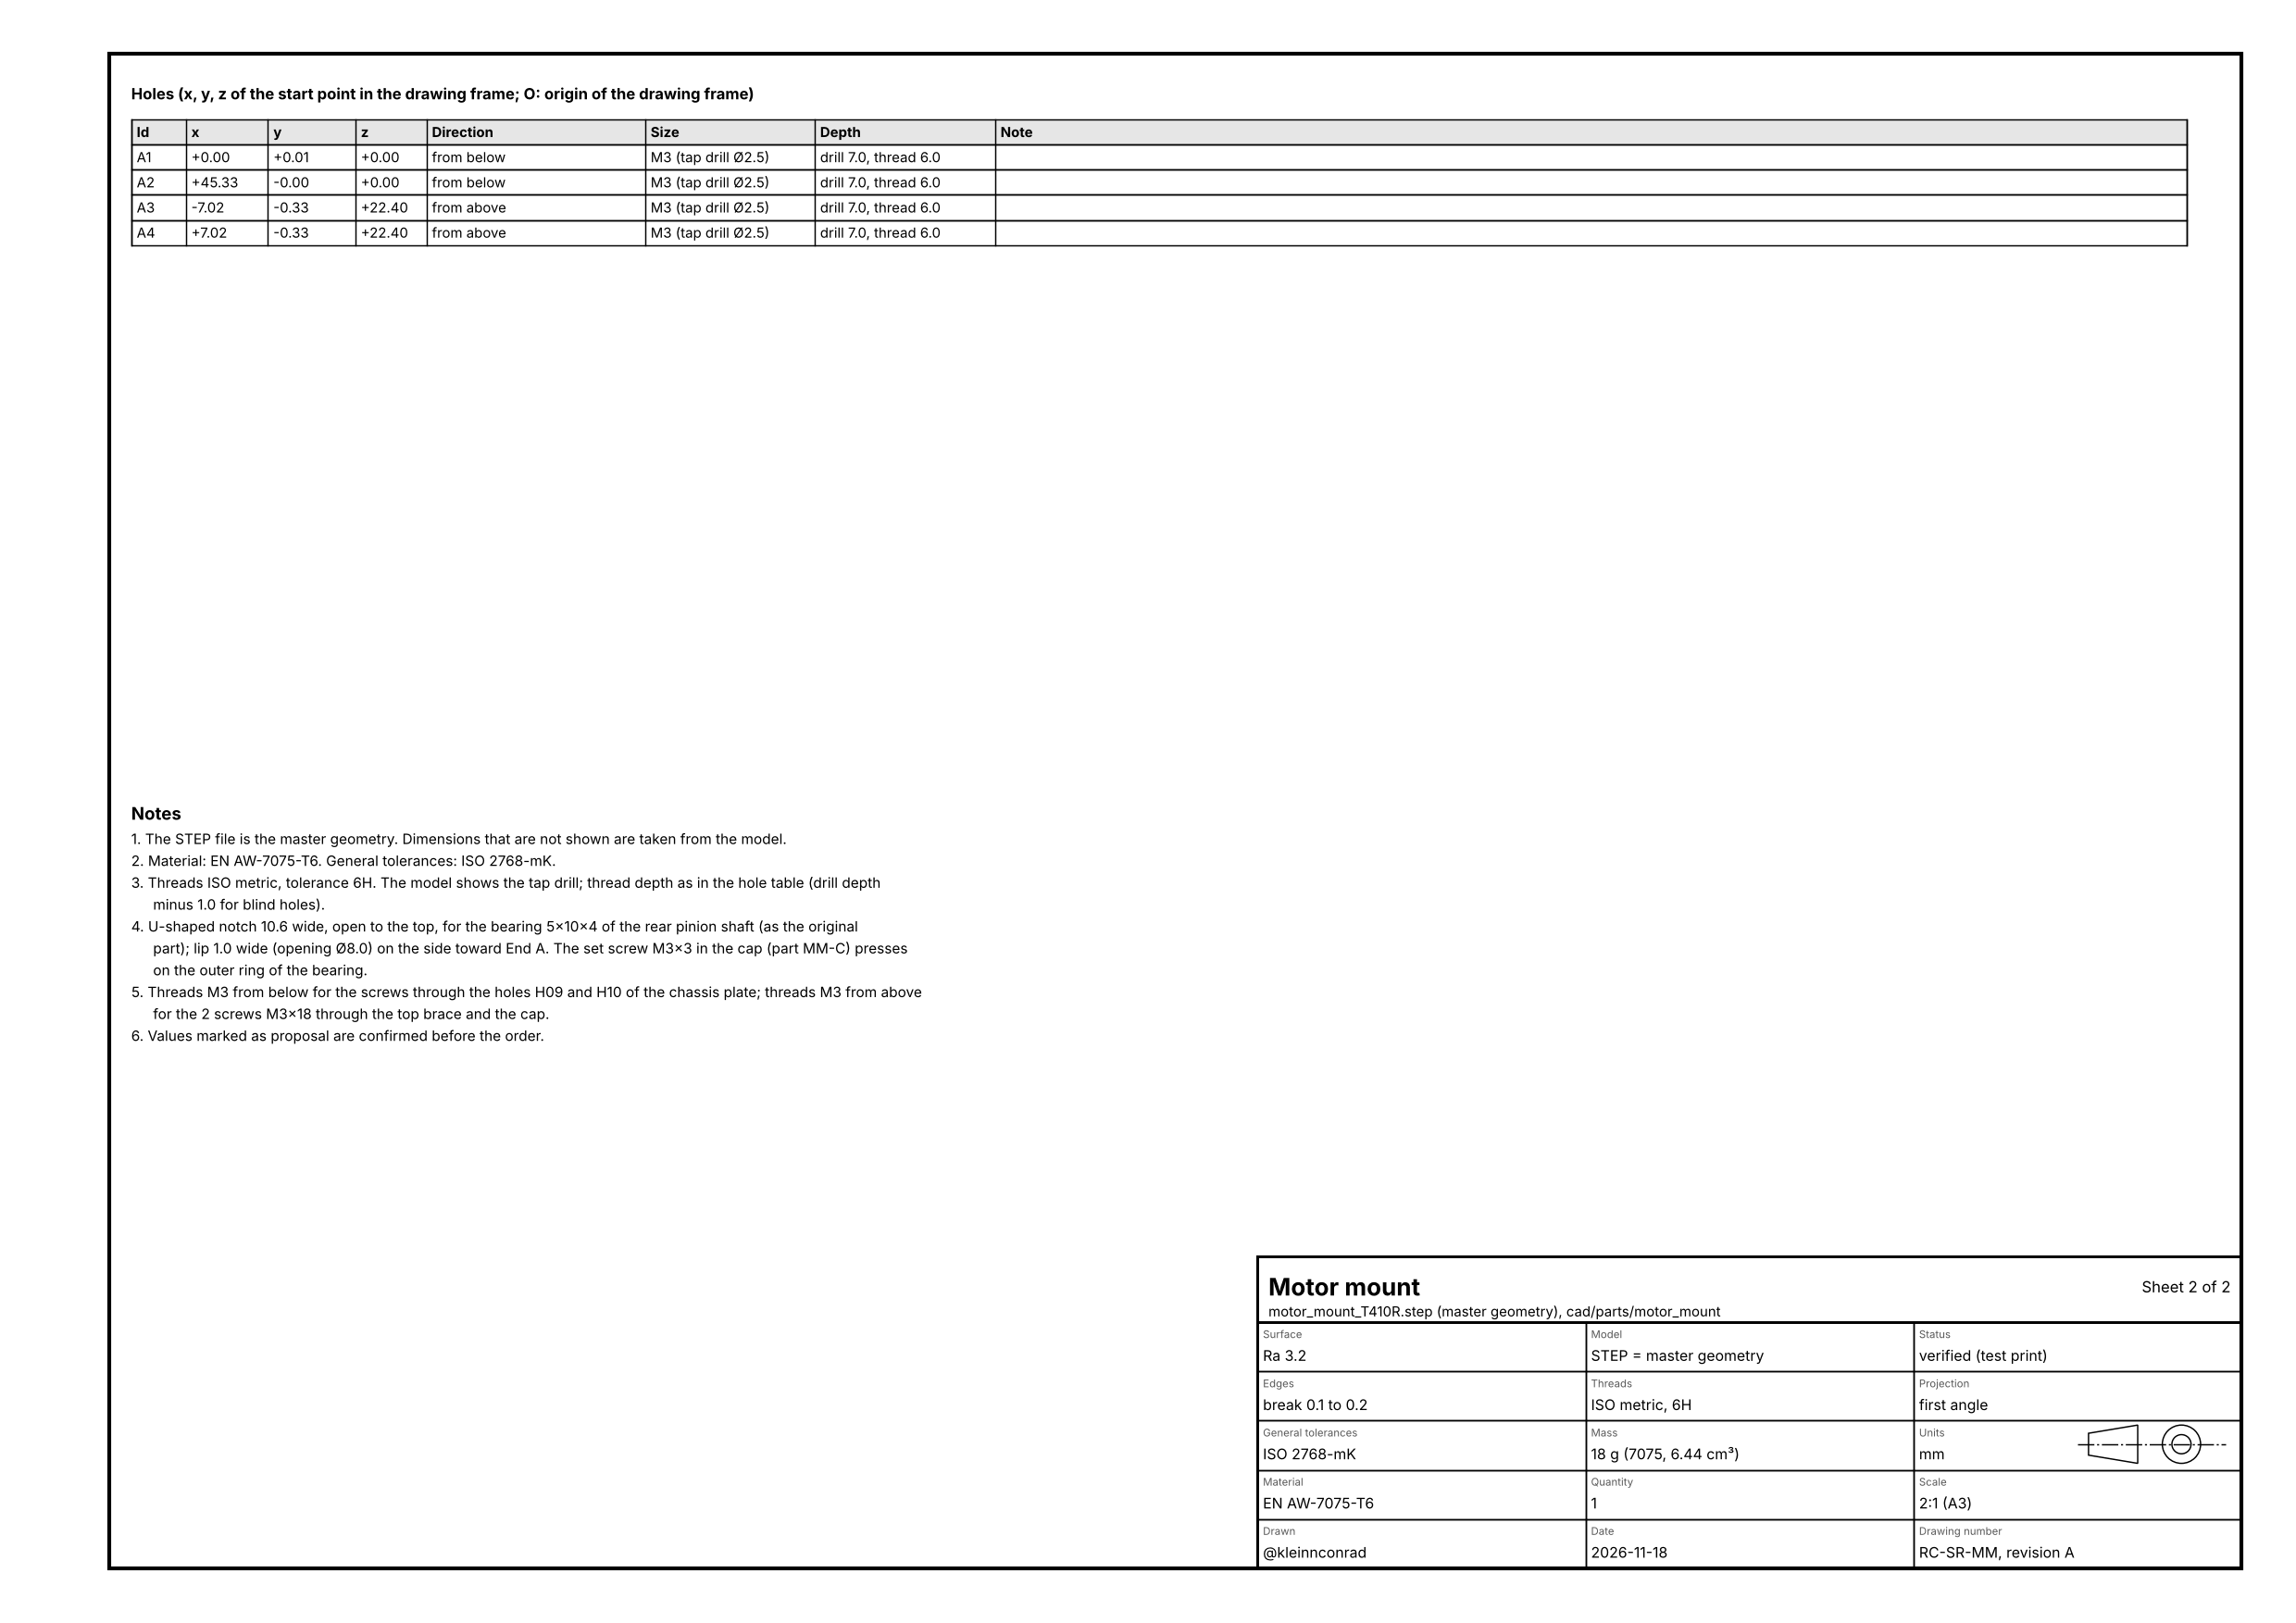 Holes (x, y, z of the start point in the drawing frame; O: origin of the drawing frame)
Id x y z Direction Size Depth Note
A1 +0.00 +0.01 +0.00 from below M3 (tap drill Ø2.5) drill 7.0, thread 6.0
A2 +45.33 -0.00 +0.00 from below M3 (tap drill Ø2.5) drill 7.0, thread 6.0
A3 -7.02 -0.33 +22.40 from above M3 (tap drill Ø2.5) drill 7.0, thread 6.0
A4 +7.02 -0.33 +22.40 from above M3 (tap drill Ø2.5) drill 7.0, thread 6.0
Notes
1. The STEP file is the master geometry. Dimensions that are not shown are taken from the model.
2. Material: EN AW-7075-T6. General tolerances: ISO 2768-mK.
3. Threads ISO metric, tolerance 6H. The model shows the tap drill; thread depth as in the hole table (drill depth
minus 1.0 for blind holes).
4. U-shaped notch 10.6 wide, open to the top, for the bearing 5×10×4 of the rear pinion shaft (as the original
part); lip 1.0 wide (opening Ø8.0) on the side toward End A. The set screw M3×3 in the cap (part MM-C) presses
on the outer ring of the bearing.
5. Threads M3 from below for the screws through the holes H09 and H10 of the chassis plate; threads M3 from above
for the 2 screws M3×18 through the top brace and the cap.
6. Values marked as proposal are confirmed before the order.
Motor mount Sheet 2 of 2
motor_mount_T410R.step (master geometry), cad/parts/motor_mount
Surface Model Status
Ra 3.2 STEP = master geometry verified (test print)
Edges Threads Projection
break 0.1 to 0.2 ISO metric, 6H first angle
General tolerances Mass Units
ISO 2768-mK 18 g (7075, 6.44 cm³) mm
Material Quantity Scale
EN AW-7075-T6 1 2:1 (A3)
Drawn Date Drawing number
@kleinnconrad 2026-11-18 RC-SR-MM, revision A